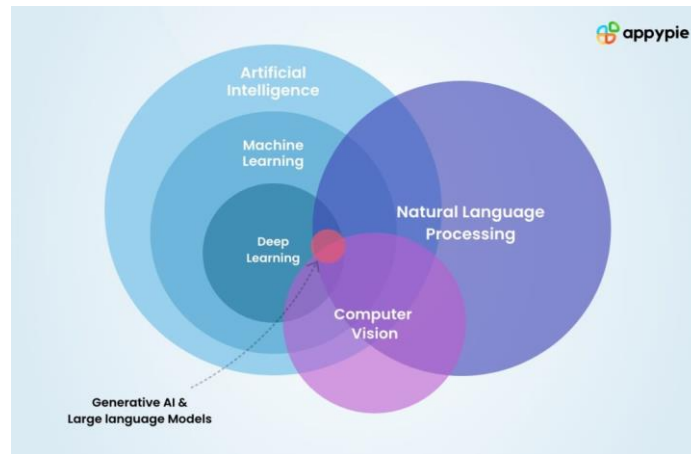 appypie
Artificial
Intelligence
Machine
Learning
Natural Language
Processing
Deep
Learning
Computer
Vision
Generative AI &
Large language Models